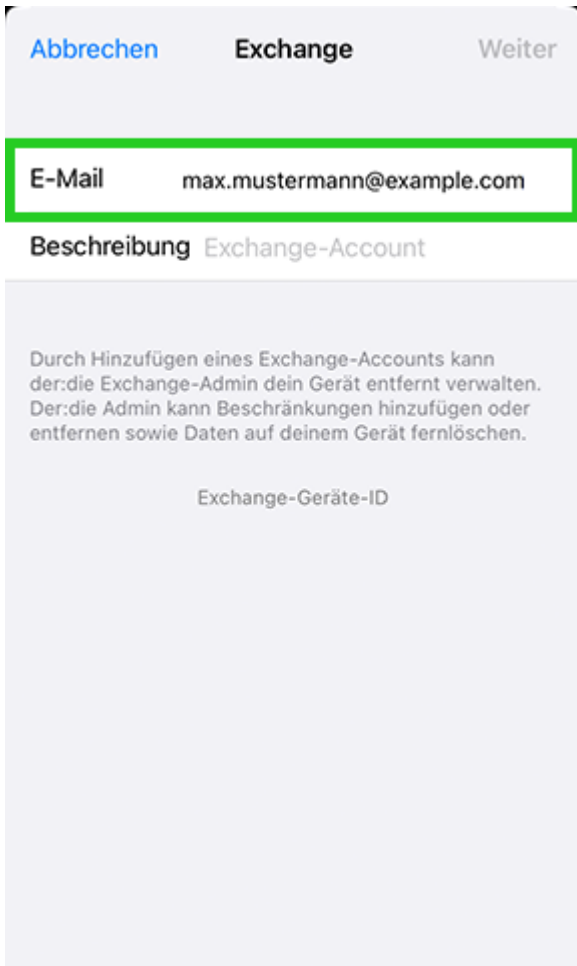 Abbrechen Exchange Weiter
E-Mail max.mustermann@example.com
Beschreibung Exchange-Account
Durch Hinzufügen eines Exchange-Accounts kann
der:die Exchange-Admin dein Gerät entfernt verwalten.
Der:die Admin kann Beschränkungen hinzufügen oder
entfernen sowie Daten auf deinem Gerät fernlöschen.
Exchange-Geräte-ID